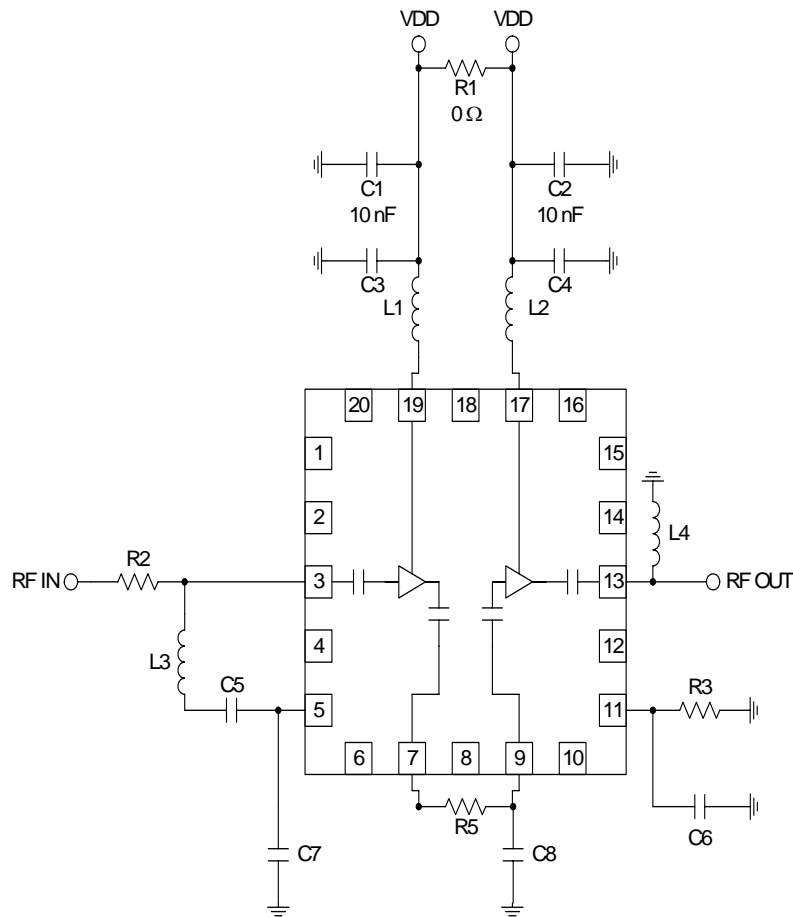 VDD VDD
R1
0 Ω
C1 C2
10 nF 10 nF
C3 C4
L1 L2
20 19 18 17 16
1 15
2 14
L4
R2
RF IN 3 13 RF OUT
4 12
L3
C5 R3
5 11
6 7 8 9 10
R5 C6
C7 C8